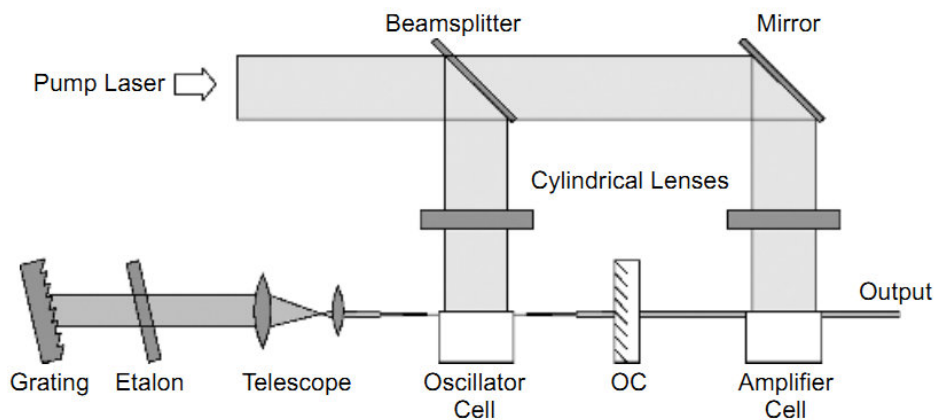 Beamsplitter
Mirror
Pump Laser
Cylindrical Lenses
Output
Grating
Etalon
Telescope
Oscillator
Cell
OC
Amplifier
Cell